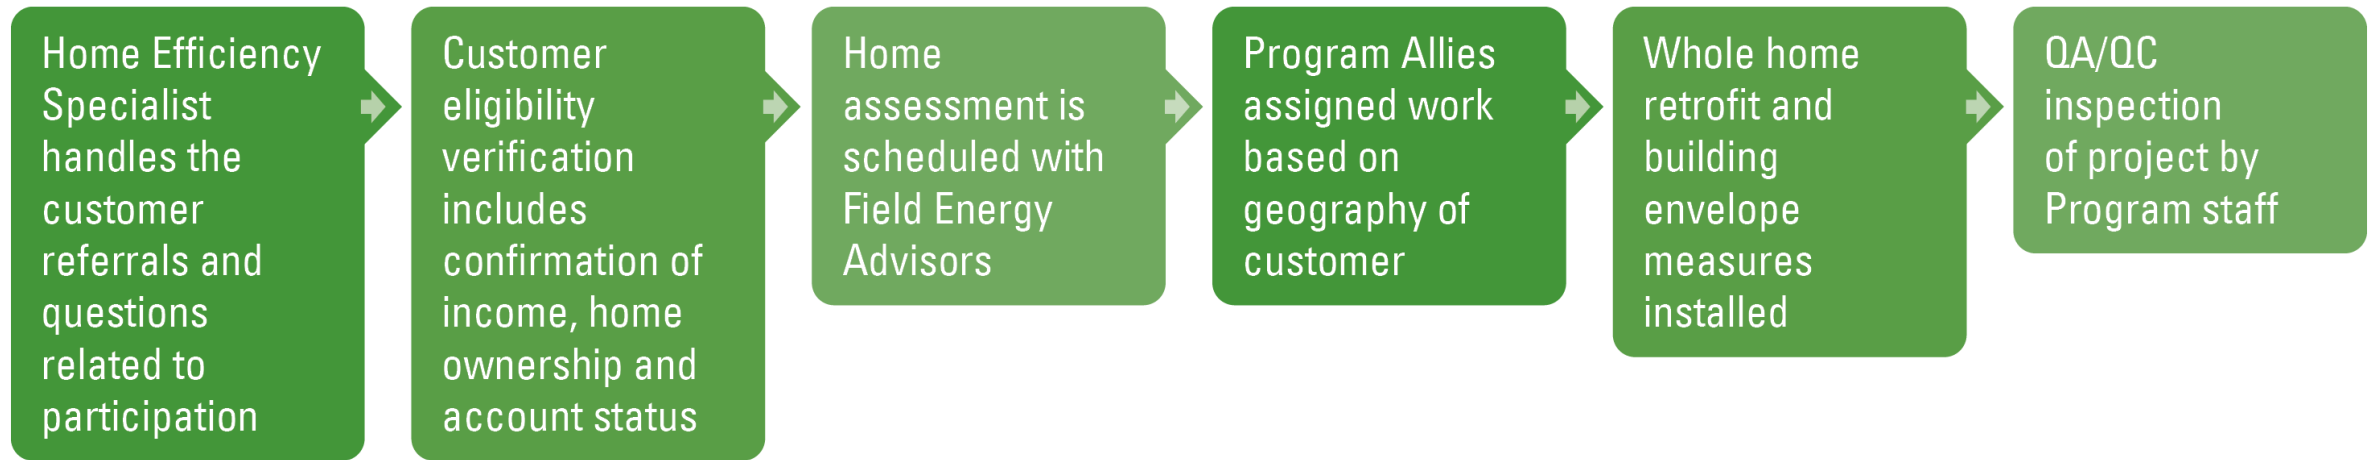 Home Efficiency
Specialist
handles the
customer
referrals and
questions
related to
participation
Customer
eligibility
verification
includes
confirmation of
income, home
ownership and
account status
Home
assessment is
scheduled with
Field Energy
Advisors
Program Allies
assigned work
based on
geography of
customer
Whole home
retrofit and
building
envelope
measures
installed
QA/QC
inspection
of project by
Program staff